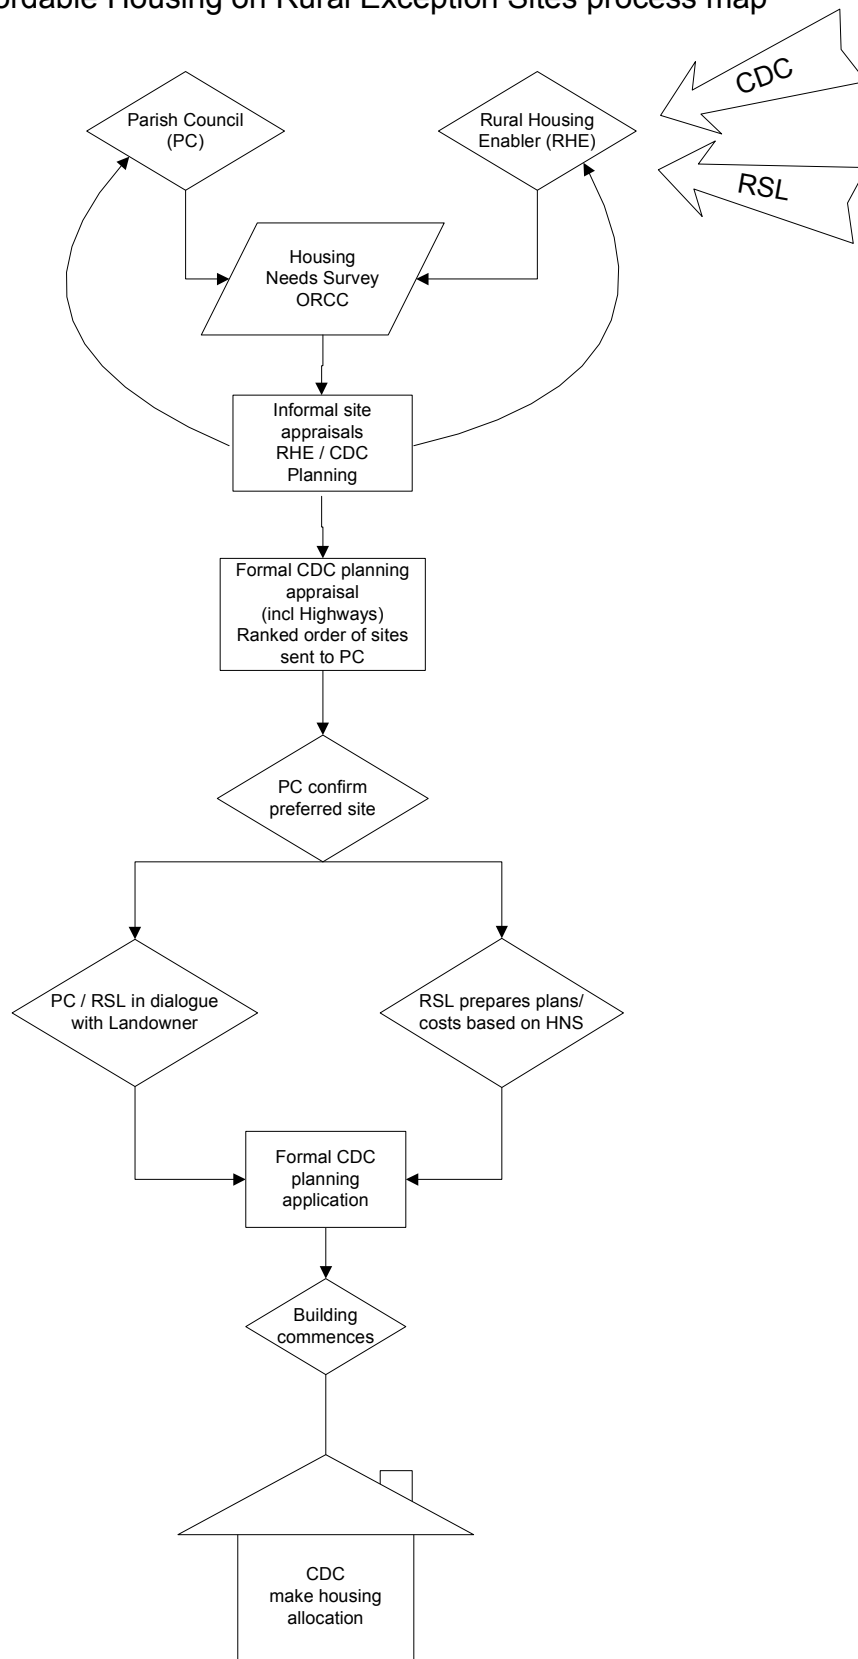 ordable Housing on Rural Exception Sites process map
CDC
Parish Council
(PC)
Rural Housing
Enabler (RHE)
RSL
Housing
Needs Survey
ORCC
Informal site
appraisals
RHE / CDC
Planning
Formal CDC planning
appraisal
(incl Highways)
Ranked order of sites
sent to PC
PC confirm
preferred site
PC / RSL in dialogue
with Landowner
RSL prepares plans/
costs based on HNS
Formal CDC
planning
application
Building
commences
CDC
make housing
allocation